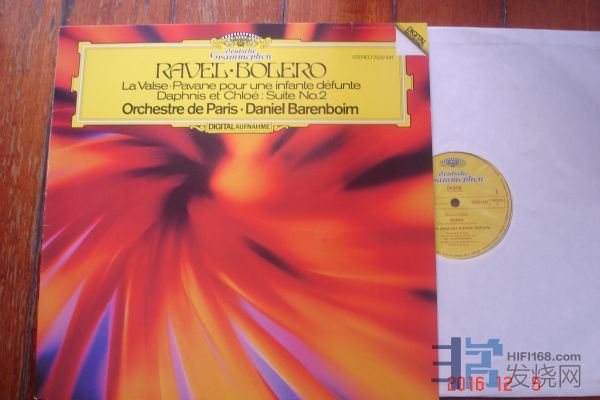 Deutsche
Grammophon
DIGITAL
STEREO 2532 041
RAVEL·BOLERO
La Valse·Pavane pour une infante défunte
Daphnis et Chloé: Suite No.2
Orchestre de Paris·Daniel Barenboim
DIGITAL AUFNAHME
Deutsche
Grammophon
DIGITAL
HIFI168.com
发烧网
2016 12 5